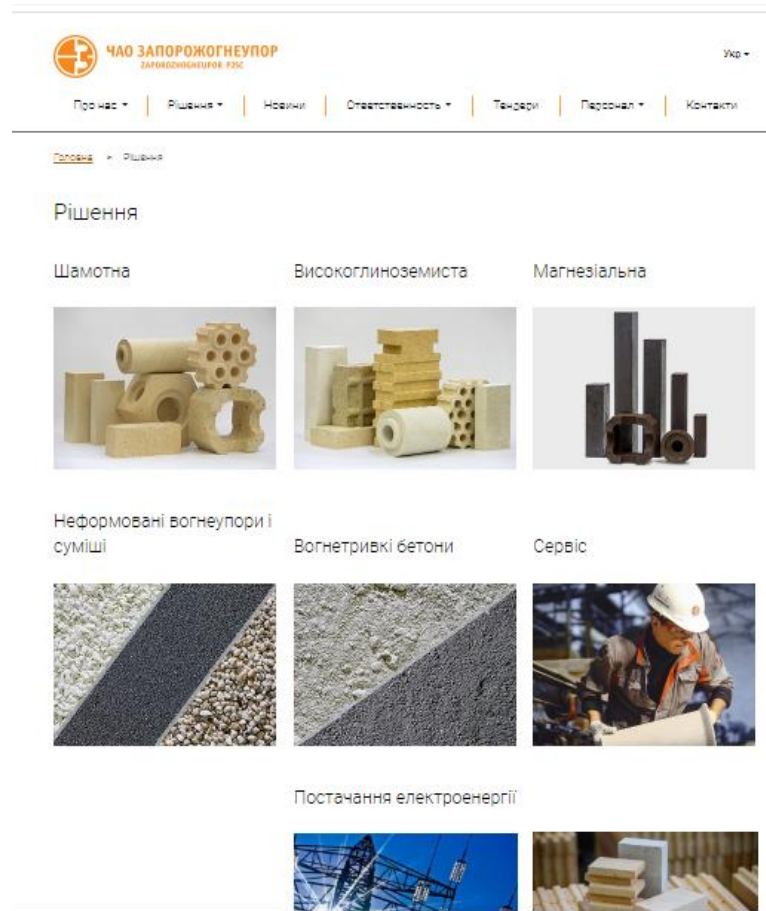 ЧАО ЗАПОРОЖОГНЕУПОР
ZAPOROZHOGNEUPOR PJSC
Укр
Про нас
Рішення
Новини
Ответственность
Тендери
Персонал
Контакти
Головна > Рішення
Рішення
Шамотна
Високоглиноземиста
Магнезіальна
Неформовані вогнеупори і
суміші
Вогнетривкі бетони
Сервіс
Постачання електроенергії